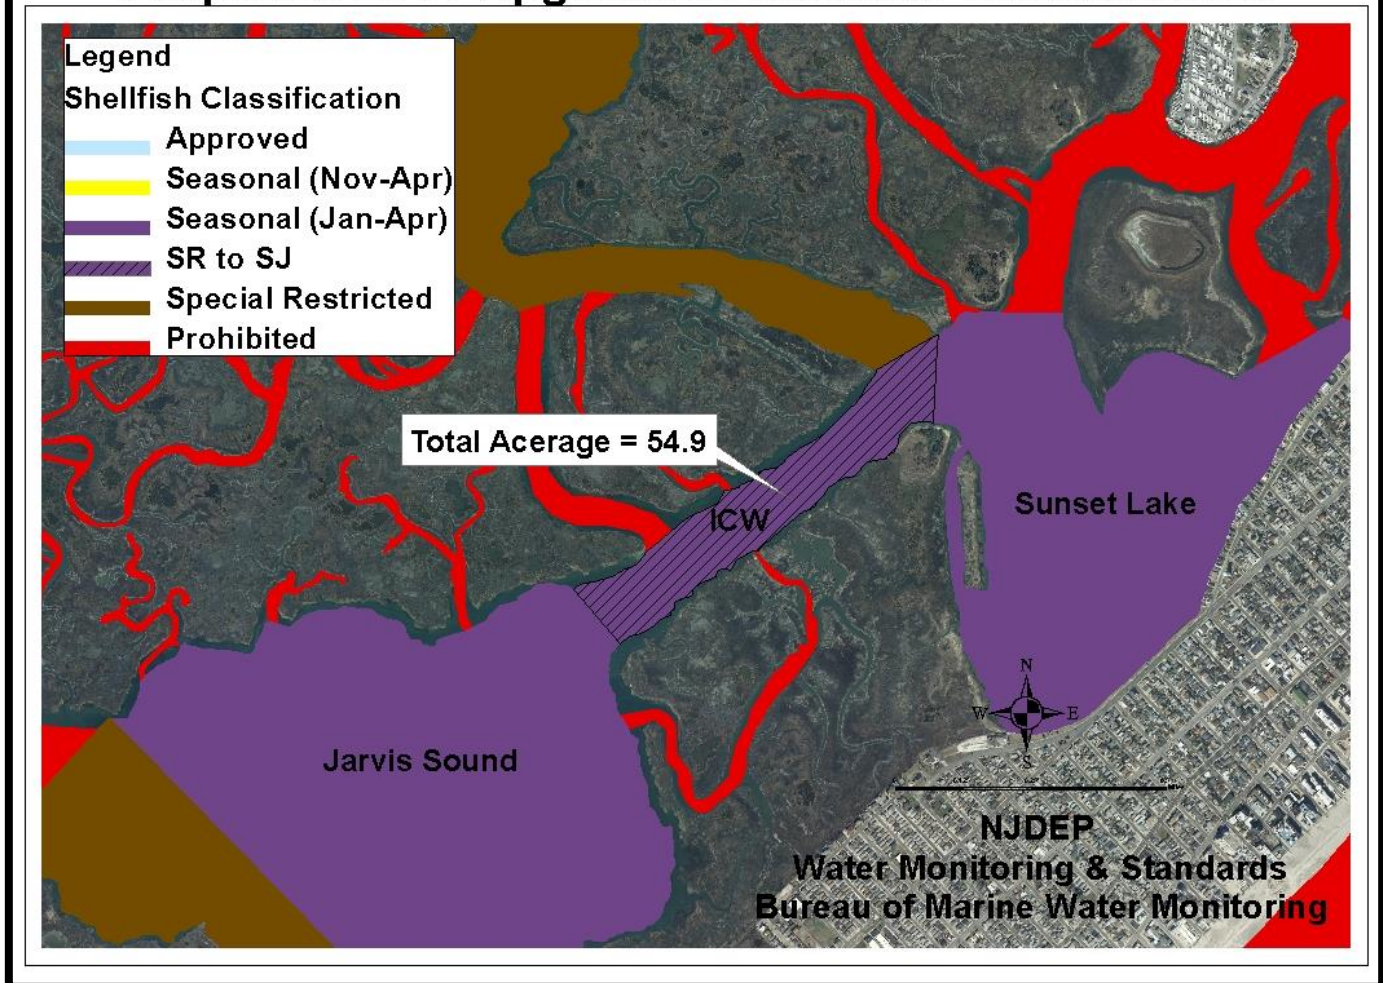 Legend
Shellfish Classification
Approved
Seasonal (Nov-Apr)
Seasonal (Jan-Apr)
SR to SJ
Special Restricted
Prohibited
Total Acerage = 54.9
ICW
Sunset Lake
Jarvis Sound
N
W
E
S
NJDEP
Water Monitoring & Standards
Bureau of Marine Water Monitoring